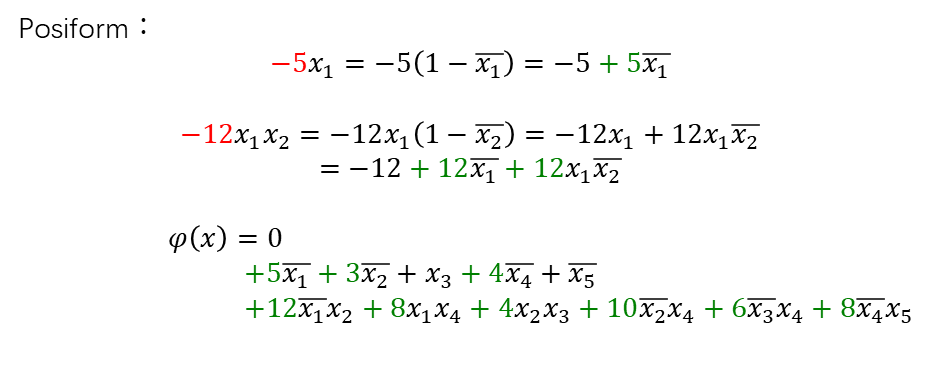 Posiform：
−5x₁ = −5(1 − x̅₁) = −5 + 5x̅₁
−12x₁x₂ = −12x₁(1 − x̅₂) = −12x₁ + 12x₁x̅₂
= −12 + 12x̅₁ + 12x₁x̅₂
φ(x) = 0
+5x̅₁ + 3x̅₂ + x₃ + 4x̅₄ + x̅₅
+12x̅₁x₂ + 8x₁x₄ + 4x₂x₃ + 10x̅₂x₄ + 6x̅₃x₄ + 8x̅₄x₅